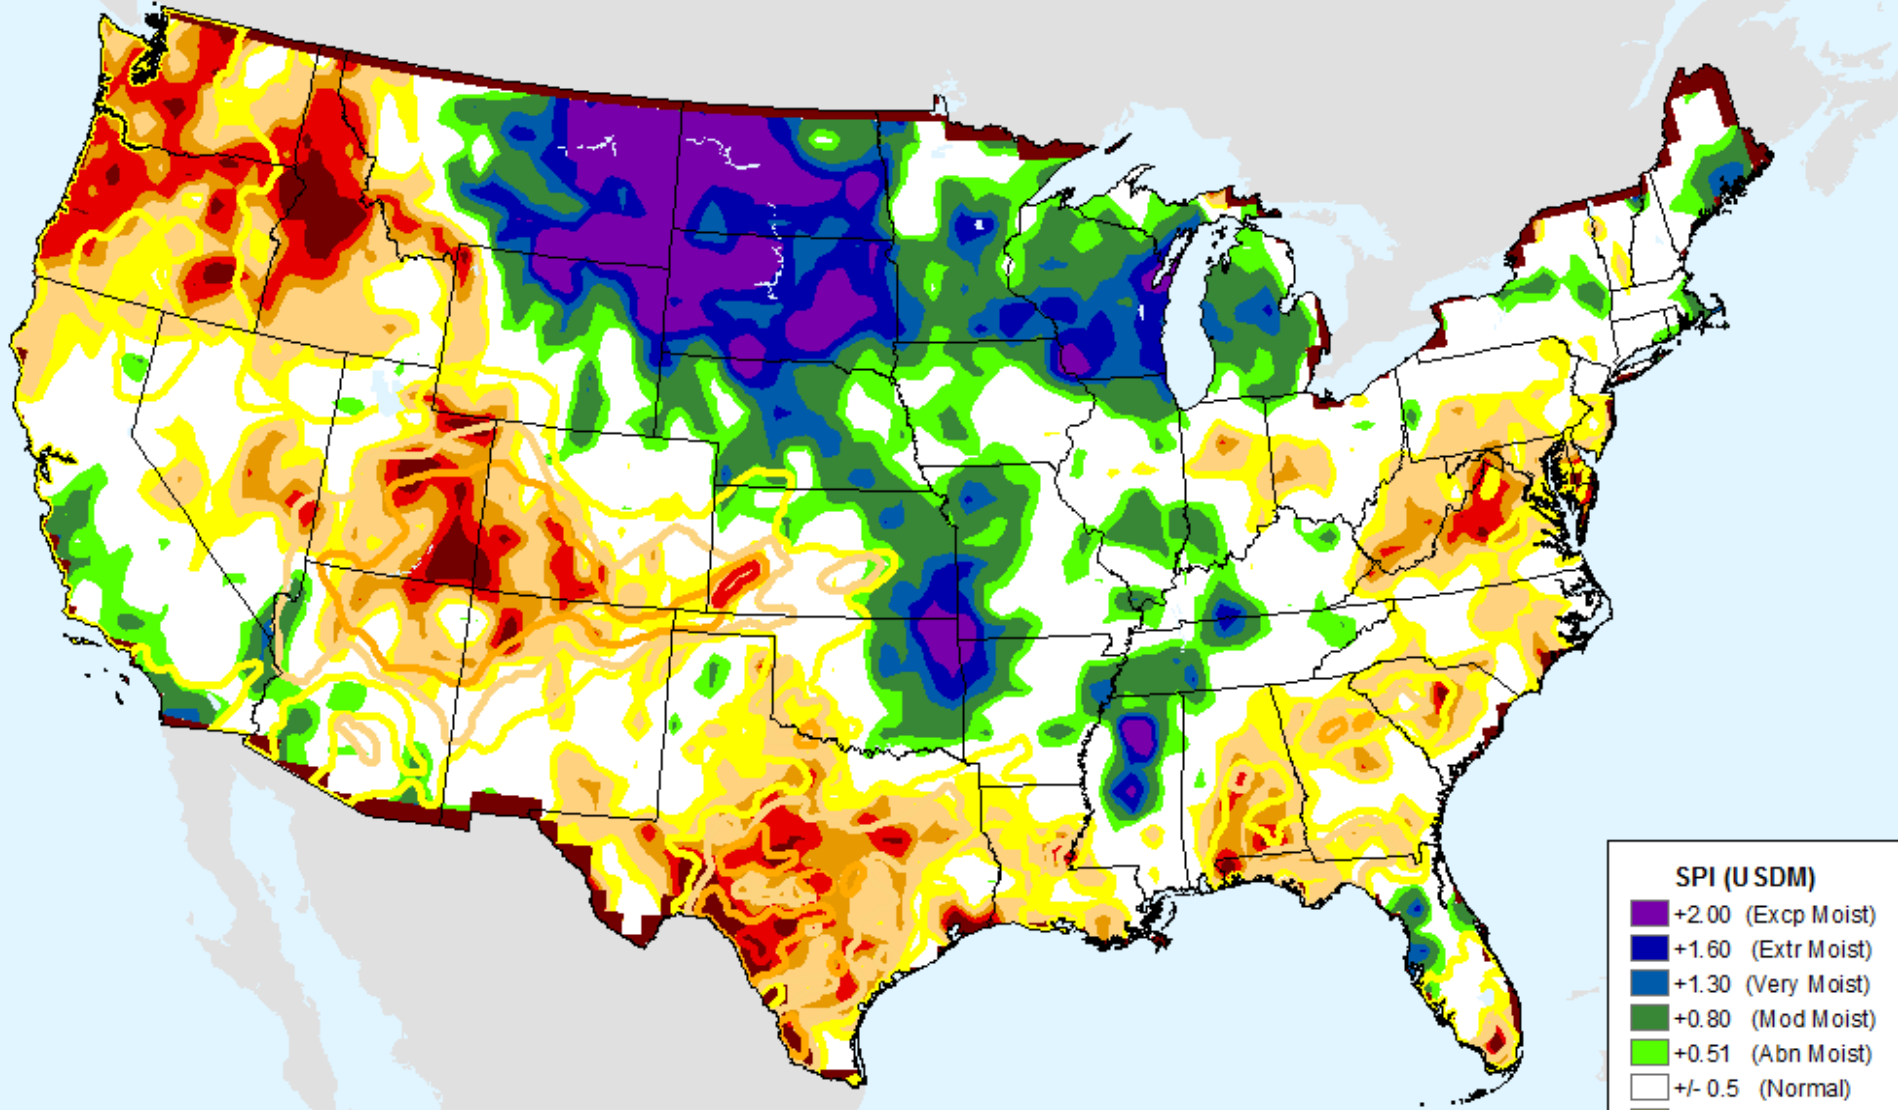 SPI (USDM)
+2.00 (Excp Moist)
+1.60 (Extr Moist)
+1.30 (Very Moist)
+0.80 (Mod Moist)
+0.51 (Abn Moist)
+/- 0.5 (Normal)